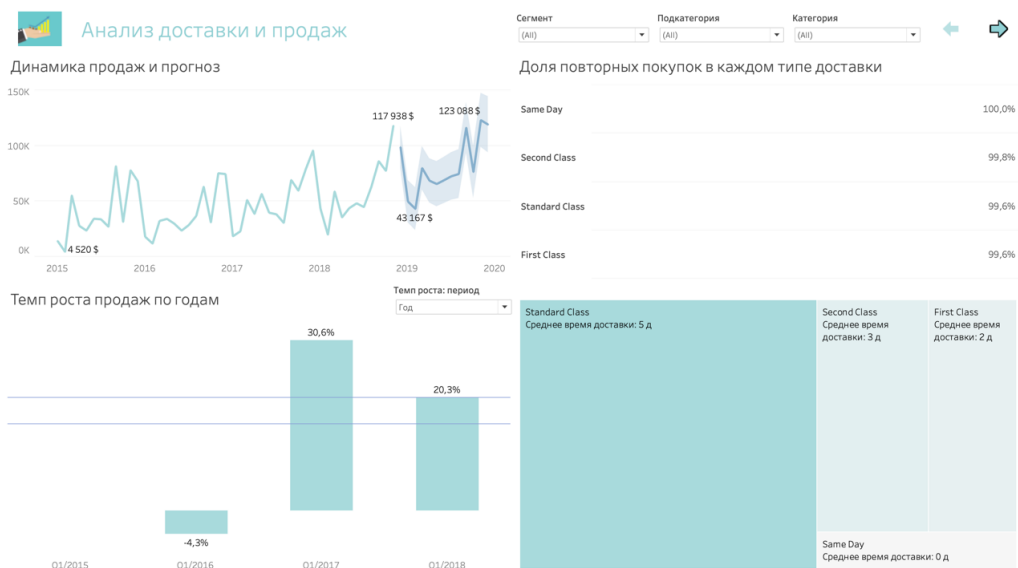 Анализ доставки и продаж
Сегмент
(All)
Подкатегория
(All)
Категория
(All)
Динамика продаж и прогноз
150K
100K
50K
0K
117 938 $
123 088 $
43 167 $
4 520 $
2015
2016
2017
2018
2019
2020
Доля повторных покупок в каждом типе доставки
Same Day
100,0%
Second Class
99,8%
Standard Class
99,6%
First Class
99,6%
Темп роста продаж по годам
Темп роста: период
Год
30,6%
20,3%
-4,3%
01/2015
01/2016
01/2017
01/2018
Standard Class
Среднее время доставки: 5 д
Second Class
Среднее время
доставки: 3 д
First Class
Среднее время
доставки: 2 д
Same Day
Среднее время доставки: 0 д